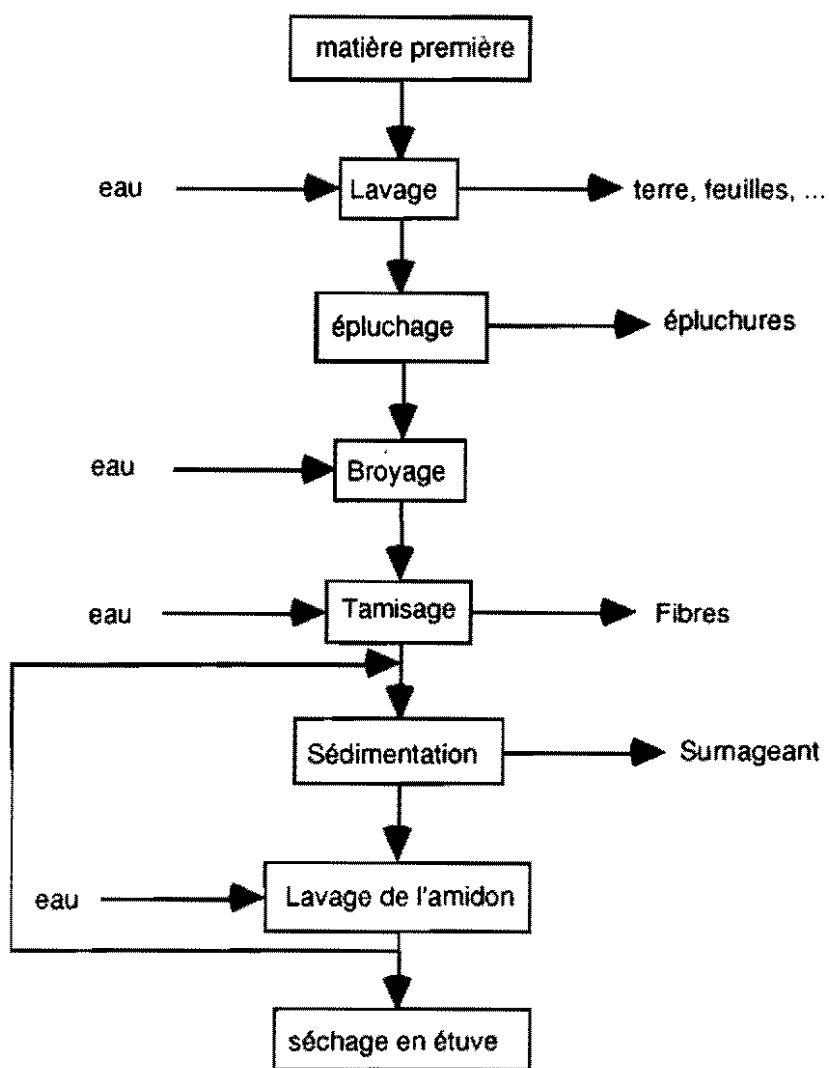 matière première
eau
Lavage
terre, feuilles, ...
épluchage
épluchures
eau
Broyage
eau
Tamisage
Fibres
Sédimentation
Surnageant
eau
Lavage de l'amidon
séchage en étuve